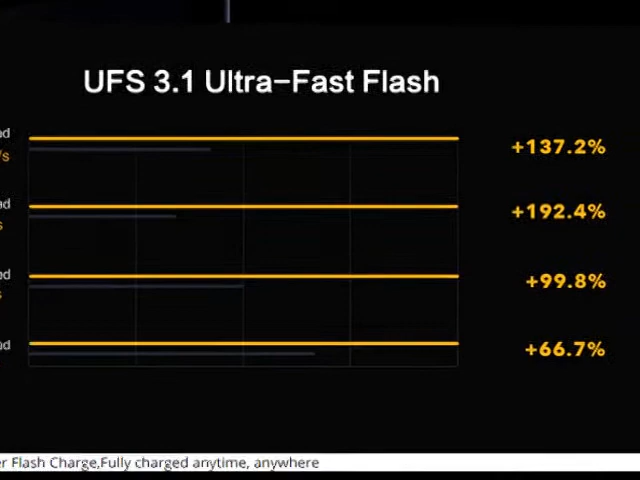 UFS 3.1 Ultra-Fast Flash
+137.2%
+192.4%
+99.8%
+66.7%
Flash Charge,Fully charged anytime, anywhere